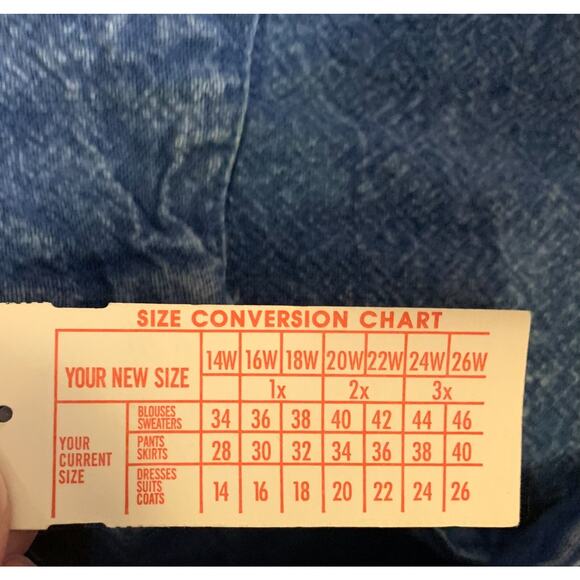 SIZE CONVERSION CHART
YOUR NEW SIZE 14W 16W 18W 20W 22W 24W 26W
1x 2x 3x
YOUR CURRENT SIZE
BLOUSES SWEATERS 34 36 38 40 42 44 46
PANTS SKIRTS 28 30 32 34 36 38 40
DRESSES SUITS COATS 14 16 18 20 22 24 26